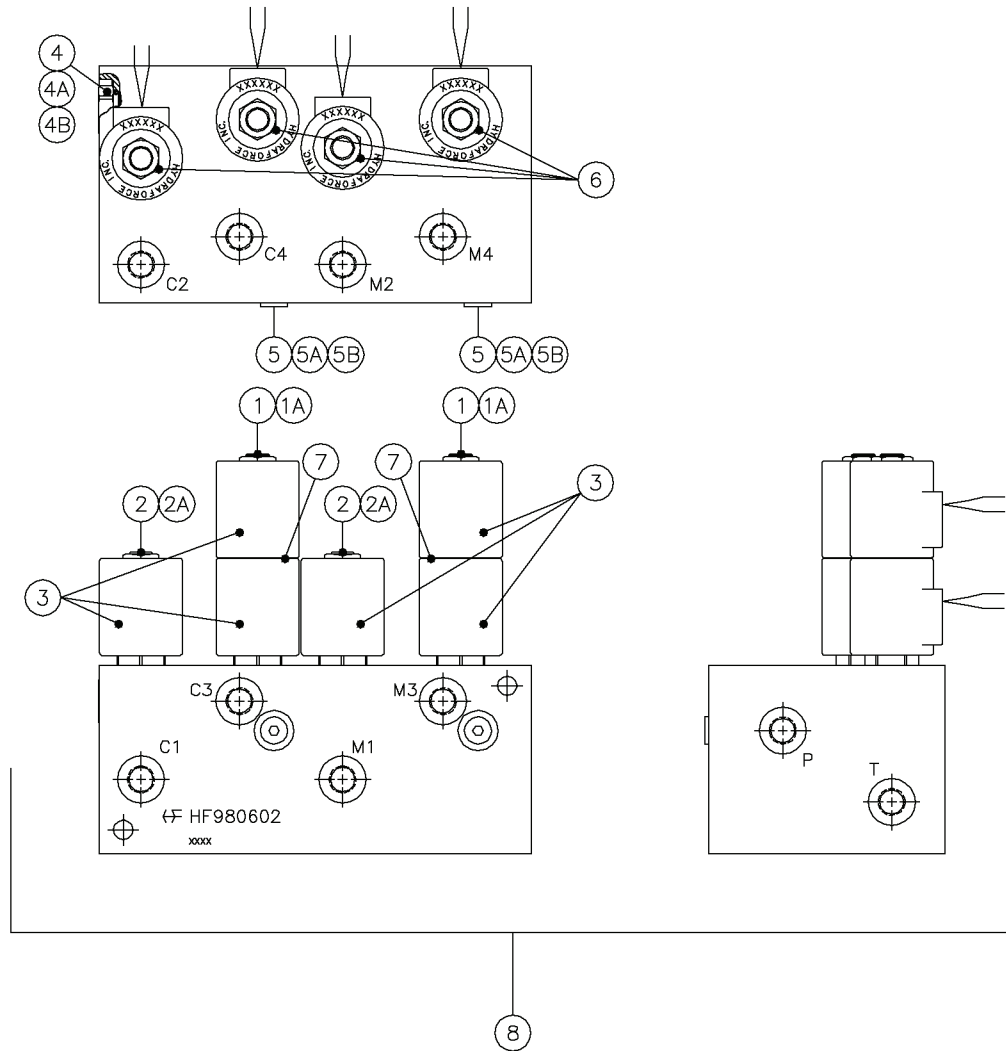 4
4A
4B
XXXXXX
HYDRAFORCE INC
XXXXXX
HYDRAFORCE INC
XXXXXX
HYDRAFORCE INC
XXXXXX
HYDRAFORCE INC
6
C2
C4
M2
M4
5 5A 5B
5 5A 5B
1 1A
1 1A
7
7
2 2A
2 2A
3
3
C3
M3
C1
M1
HF HF980602
XXXX
P
T
8